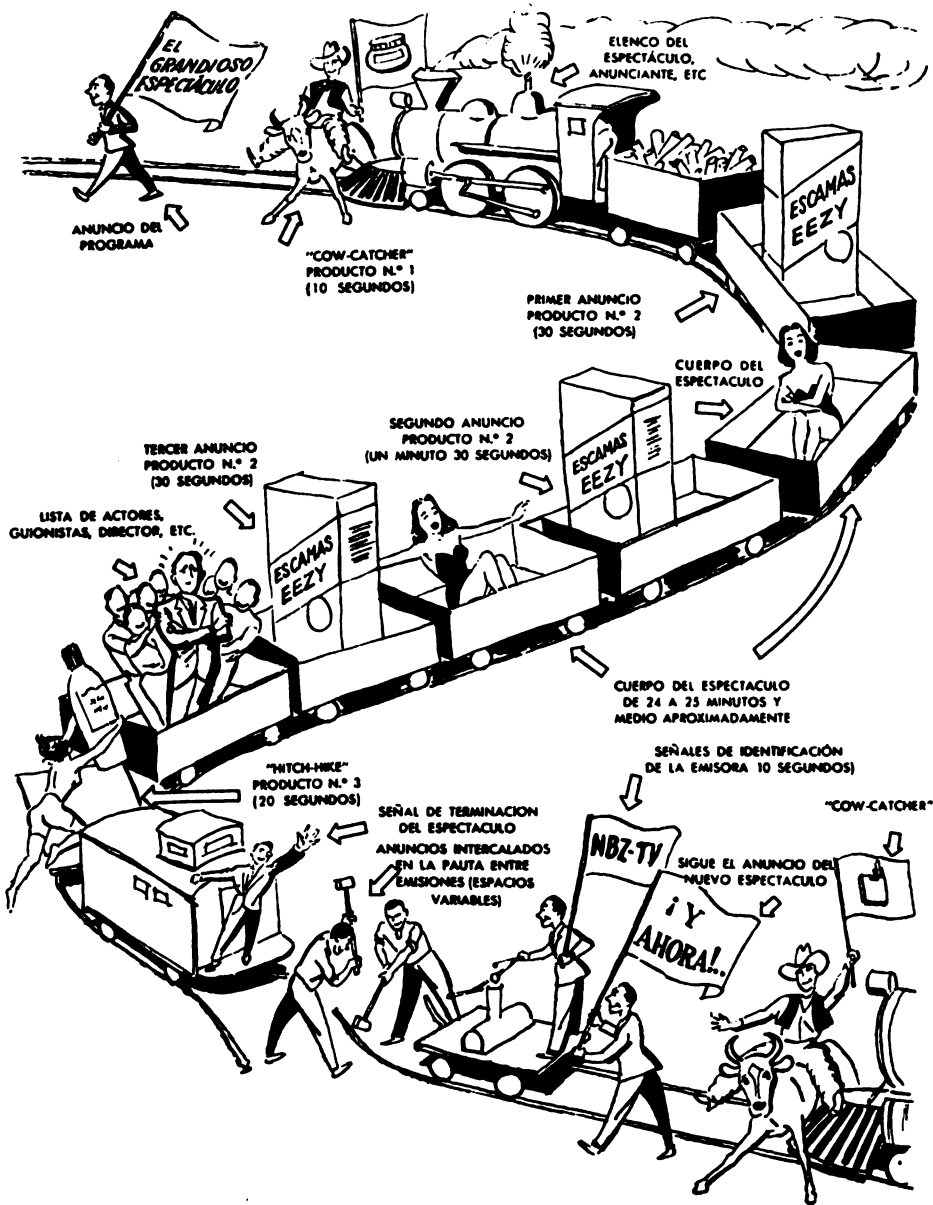 EL
GRANDIOSO
ESPECTÁCULO
ELENCO DEL
ESPECTÁCULO,
ANUNCIANTE, ETC
ANUNCIO DEL
PROGRAMA
"COW-CATCHER"
PRODUCTO N.º 1
(10 SEGUNDOS)
ESCAMAS
EEZY
PRIMER ANUNCIO
PRODUCTO N.º 2
(30 SEGUNDOS)
CUERPO DEL
ESPECTACULO
SEGUNDO ANUNCIO
PRODUCTO N.º 2
(UN MINUTO 30 SEGUNDOS)
ESCAMAS
EEZY
TERCER ANUNCIO
PRODUCTO N.º 2
(30 SEGUNDOS)
ESCAMAS
EEZY
LISTA DE ACTORES,
GUIONISTAS, DIRECTOR, ETC.
CUERPO DEL ESPECTACULO
DE 24 A 25 MINUTOS Y
MEDIO APROXIMADAMENTE
"HITCH-HIKE"
PRODUCTO N.º 3
(20 SEGUNDOS)
SEÑALES DE IDENTIFICACIÓN
DE LA EMISORA 10 SEGUNDOS)
"COW-CATCHER"
SEÑAL DE TERMINACION
DEL ESPECTACULO
ANUNCIOS INTERCALADOS
EN LA PAUTA ENTRE
EMISIONES (ESPACIOS
VARIABLES)
NBZ-TV
SIGUE EL ANUNCIO DEL
NUEVO ESPECTACULO
¡Y
AHORA!..